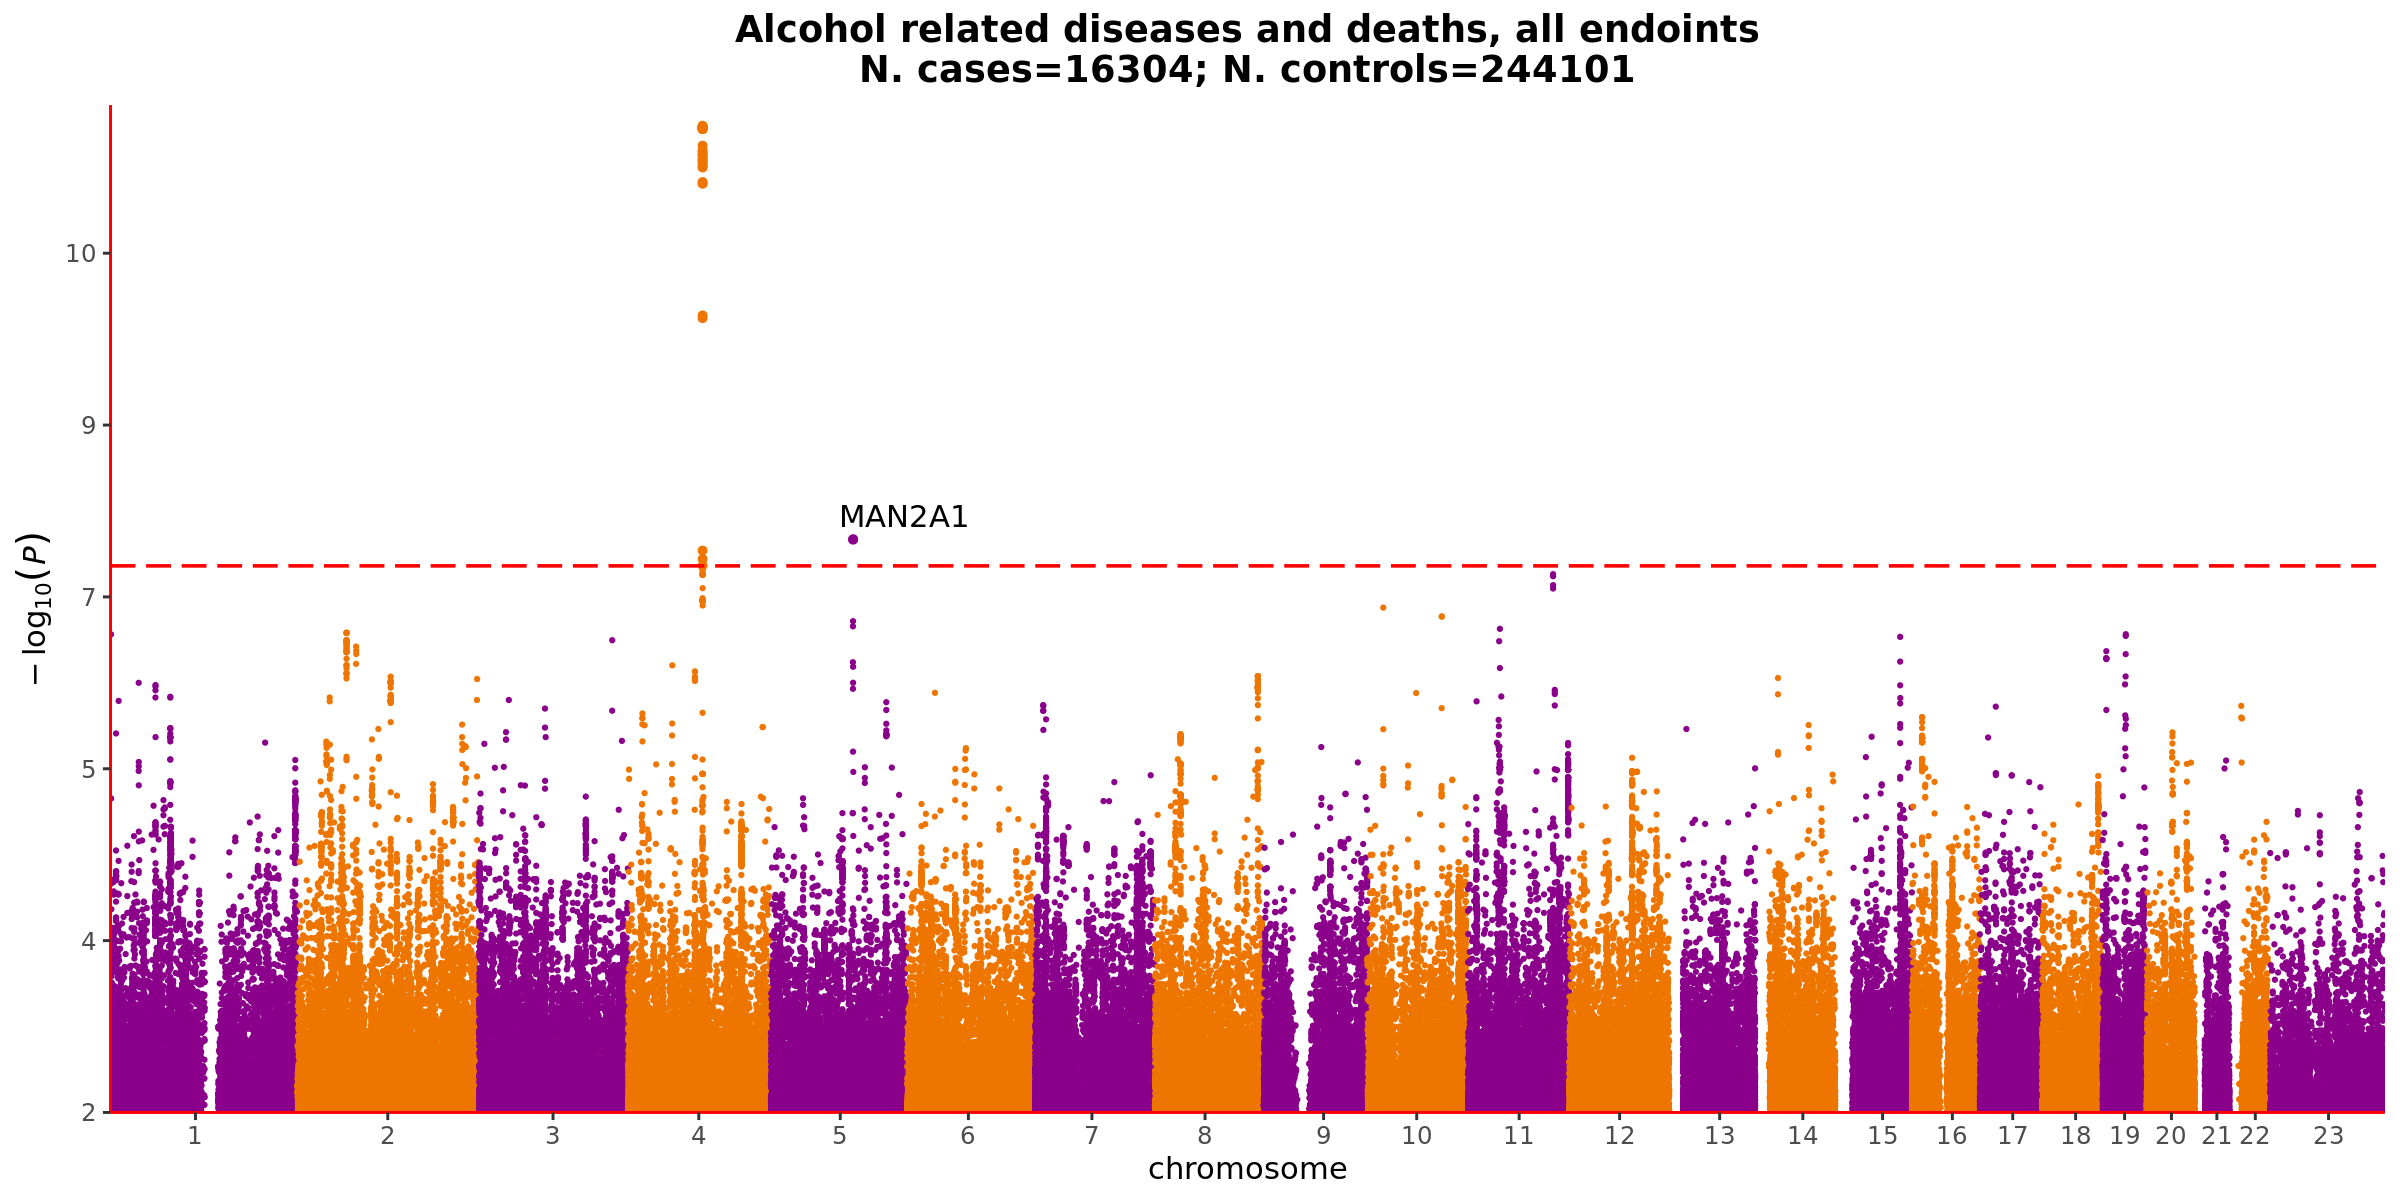 Alcohol related diseases and deaths, all endoints
N. cases=16304; N. controls=244101
10
9
MAN2A1
7
5
4
2
−log10(P)
1 2 3 4 5 6 7 8 9 10 11 12 13 14 15 16 17 18 19 20 21 22 23
chromosome